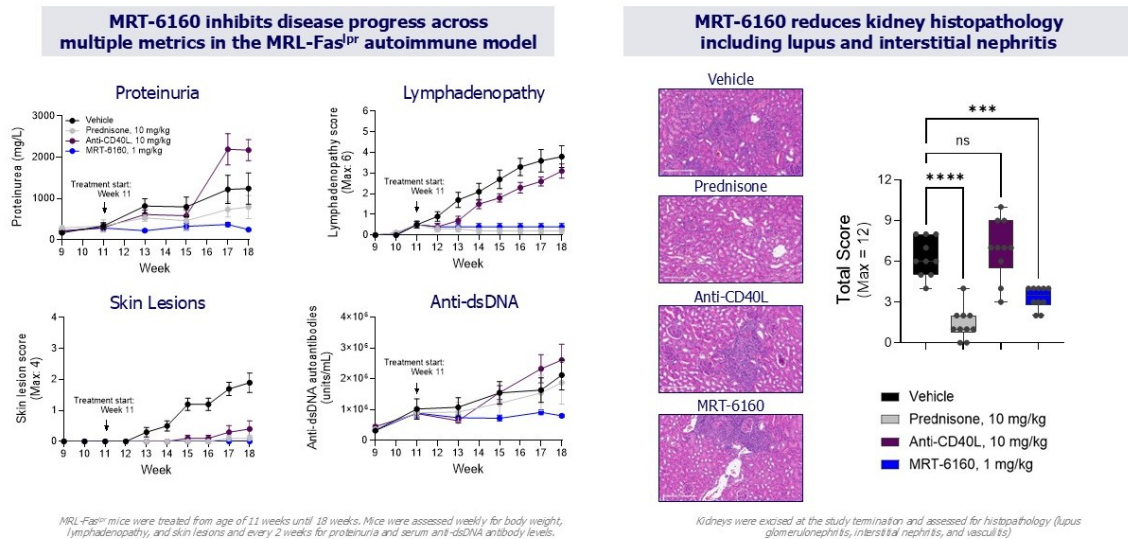 MRT-6160 inhibits disease progress across
multiple metrics in the MRL-Fas^lpr autoimmune model
Proteinuria
Proteinurea (mg/L)
3000
2000
1000
500
0
Vehicle
Prednisone, 10 mg/kg
Anti-CD40L, 10 mg/kg
MRT-6160, 1 mg/kg
Treatment start:
Week 11
9 10 11 12 13 14 15 16 17 18
Week
Lymphadenopathy
Lymphadenopathy score
(Max: 6)
6
5
4
3
2
1
0
Treatment start:
Week 11
9 10 11 12 13 14 15 16 17 18
Week
Skin Lesions
Skin lesion score
(Max: 4)
4
3
2
1
0
Treatment start:
Week 11
9 10 11 12 13 14 15 16 17 18
Week
Anti-dsDNA
Anti-dsDNA autoantibodies
(units/mL)
4×10⁶
3×10⁶
2×10⁶
1×10⁶
0
Treatment start:
Week 11
9 10 11 12 13 14 15 16 17 18
Week
MRL-Fas^lpr mice were treated from age of 11 weeks until 18 weeks. Mice were assessed weekly for body weight,
lymphadenopathy, and skin lesions and every 2 weeks for proteinuria and serum anti-dsDNA antibody levels.
MRT-6160 reduces kidney histopathology
including lupus and interstitial nephritis
Vehicle
Prednisone
Anti-CD40L
MRT-6160
***
ns
****
Total Score
(Max = 12)
12
9
6
3
0
Vehicle
Prednisone, 10 mg/kg
Anti-CD40L, 10 mg/kg
MRT-6160, 1 mg/kg
Kidneys were excised at the study termination and assessed for histopathology (lupus
glomerulonephritis, interstitial nephritis, and vasculitis)